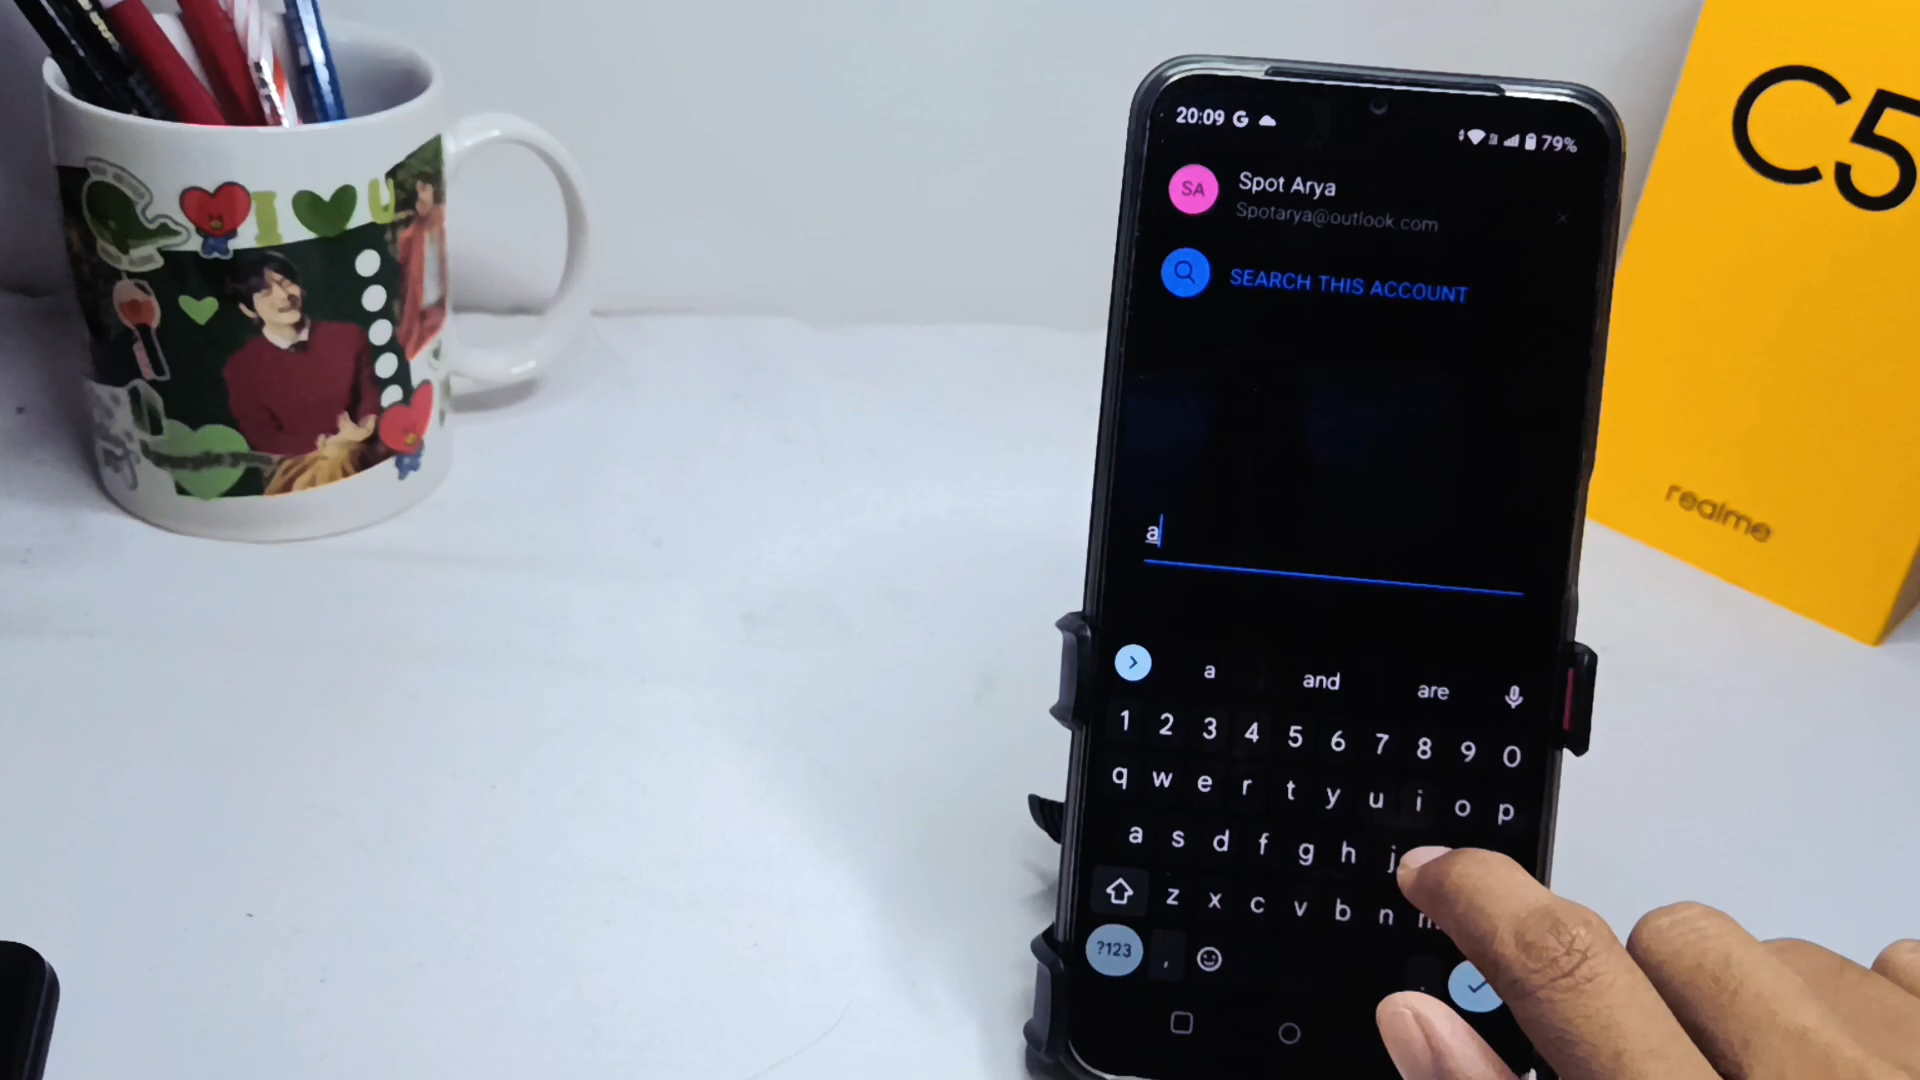 I U
20:09 G 79%
SA
Spot Arya
Spotarya@outlook.com
SEARCH THIS ACCOUNT
a
a and are
1 2 3 4 5 6 7 8 9 0
q w e r t y u i o p
a s d f g h j
z x c v b n m
?123 , .
C5
realme